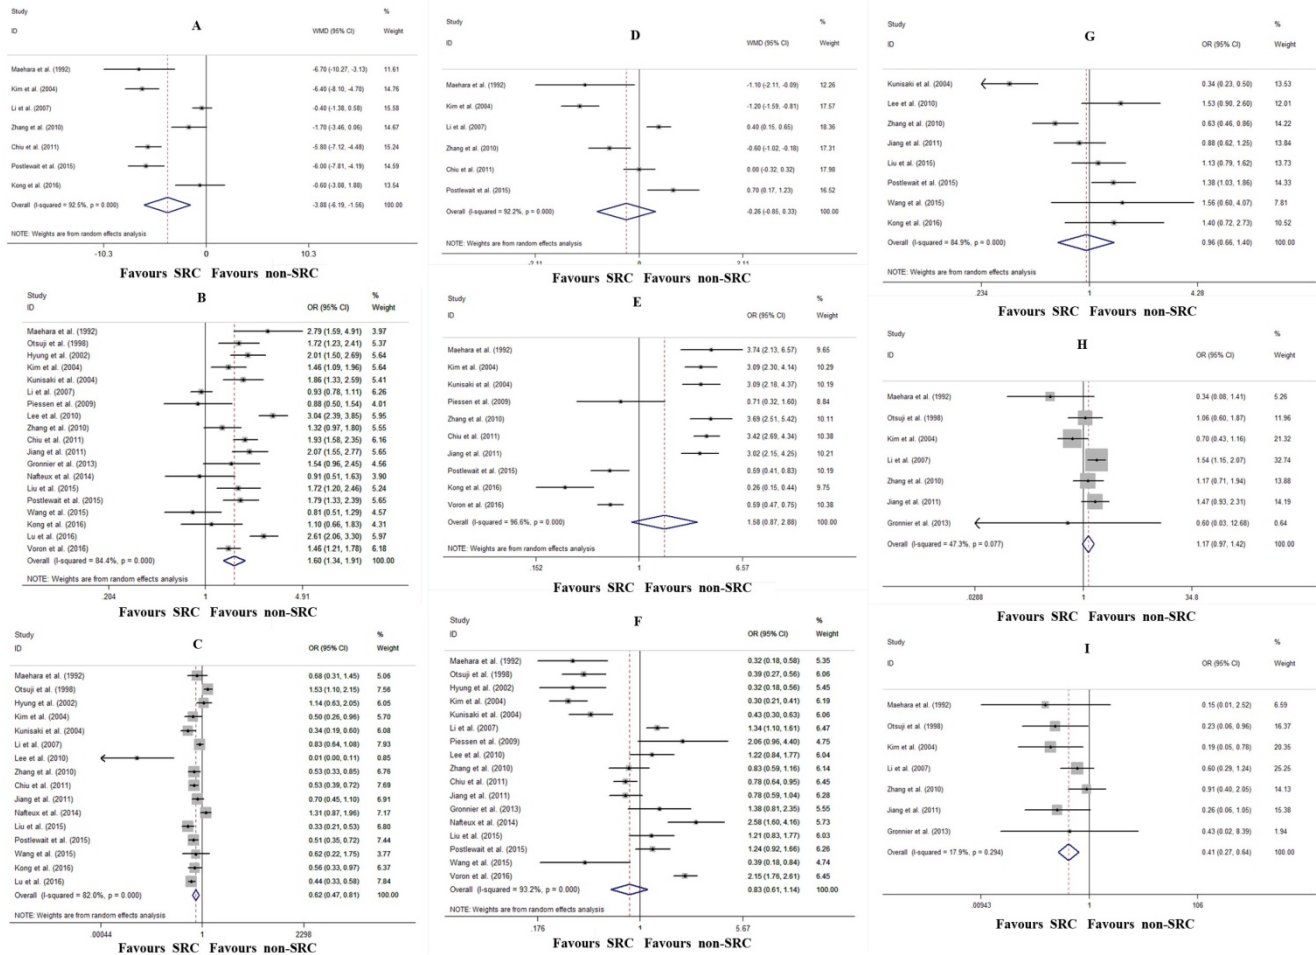 A
Study %
ID WMD (95% CI) Weight
Maehara et al. (1992) -6.70 (-10.27, -3.13) 11.61
Kim et al. (2004) -6.40 (-8.10, -4.70) 14.76
Li et al. (2007) -0.40 (-1.38, 0.58) 15.58
Zhang et al. (2010) -1.70 (-3.46, 0.06) 14.67
Chiu et al. (2011) -5.80 (-7.12, -4.48) 15.24
Postlewait et al. (2015) -6.00 (-7.81, -4.19) 14.59
Kong et al. (2016) -0.60 (-3.08, 1.88) 13.54
Overall (I-squared = 92.5%, p = 0.000) -3.88 (-6.19, -1.56) 100.00
NOTE: Weights are from random effects analysis
-10.3 0 10.3
Favours SRC Favours non-SRC
B
Study %
ID OR (95% CI) Weight
Maehara et al. (1992) 2.79 (1.59, 4.91) 3.97
Otsuji et al. (1998) 1.72 (1.23, 2.41) 5.37
Hyung et al. (2002) 2.01 (1.50, 2.69) 5.64
Kim et al. (2004) 1.46 (1.09, 1.96) 5.64
Kunisaki et al. (2004) 1.86 (1.33, 2.59) 5.41
Li et al. (2007) 0.93 (0.78, 1.11) 6.26
Piessen et al. (2009) 0.88 (0.50, 1.54) 4.01
Lee et al. (2010) 3.04 (2.39, 3.85) 5.95
Zhang et al. (2010) 1.32 (0.97, 1.80) 5.55
Chiu et al. (2011) 1.93 (1.58, 2.35) 6.16
Jiang et al. (2011) 2.07 (1.55, 2.77) 5.65
Gronnier et al. (2013) 1.54 (0.96, 2.45) 4.56
Nafteux et al. (2014) 0.91 (0.51, 1.63) 3.90
Liu et al. (2015) 1.72 (1.20, 2.46) 5.24
Postlewait et al. (2015) 1.79 (1.33, 2.39) 5.65
Wang et al. (2015) 0.81 (0.51, 1.29) 4.57
Kong et al. (2016) 1.10 (0.66, 1.83) 4.31
Lu et al. (2016) 2.61 (2.06, 3.30) 5.97
Voron et al. (2016) 1.46 (1.21, 1.78) 6.18
Overall (I-squared = 84.4%, p = 0.000) 1.60 (1.34, 1.91) 100.00
NOTE: Weights are from random effects analysis
.204 1 4.91
Favours SRC Favours non-SRC
C
Study %
ID OR (95% CI) Weight
Maehara et al. (1992) 0.68 (0.31, 1.45) 5.06
Otsuji et al. (1998) 1.53 (1.10, 2.15) 7.56
Hyung et al. (2002) 1.14 (0.63, 2.05) 6.05
Kim et al. (2004) 0.50 (0.26, 0.96) 5.70
Kunisaki et al. (2004) 0.34 (0.19, 0.60) 6.08
Li et al. (2007) 0.83 (0.64, 1.08) 7.93
Lee et al. (2010) 0.01 (0.00, 0.11) 0.85
Zhang et al. (2010) 0.53 (0.33, 0.85) 6.76
Chiu et al. (2011) 0.53 (0.39, 0.72) 7.69
Jiang et al. (2011) 0.70 (0.45, 1.10) 6.91
Nafteux et al. (2014) 1.31 (0.87, 1.96) 7.17
Liu et al. (2015) 0.33 (0.21, 0.53) 6.80
Postlewait et al. (2015) 0.51 (0.35, 0.72) 7.44
Wang et al. (2015) 0.62 (0.22, 1.75) 3.77
Kong et al. (2016) 0.56 (0.33, 0.97) 6.37
Lu et al. (2016) 0.44 (0.33, 0.58) 7.84
Overall (I-squared = 82.0%, p = 0.000) 0.62 (0.47, 0.81) 100.00
NOTE: Weights are from random effects analysis
.00044 1 2298
Favours SRC Favours non-SRC
D
Study %
ID WMD (95% CI) Weight
Maehara et al. (1992) -1.10 (-2.11, -0.09) 12.26
Kim et al. (2004) -1.20 (-1.59, -0.81) 17.57
Li et al. (2007) 0.40 (0.15, 0.65) 18.36
Zhang et al. (2010) -0.60 (-1.02, -0.18) 17.31
Chiu et al. (2011) 0.00 (-0.32, 0.32) 17.98
Postlewait et al. (2015) 0.70 (0.17, 1.23) 16.52
Overall (I-squared = 92.2%, p = 0.000) -0.26 (-0.85, 0.33) 100.00
NOTE: Weights are from random effects analysis
-2.11 0 2.11
Favours SRC Favours non-SRC
E
Study %
ID OR (95% CI) Weight
Maehara et al. (1992) 3.74 (2.13, 6.57) 9.65
Kim et al. (2004) 3.09 (2.30, 4.14) 10.29
Kunisaki et al. (2004) 3.09 (2.18, 4.37) 10.19
Piessen et al. (2009) 0.71 (0.32, 1.60) 8.84
Zhang et al. (2010) 3.69 (2.51, 5.42) 10.11
Chiu et al. (2011) 3.42 (2.69, 4.34) 10.38
Jiang et al. (2011) 3.02 (2.15, 4.25) 10.21
Postlewait et al. (2015) 0.59 (0.41, 0.83) 10.19
Kong et al. (2016) 0.26 (0.15, 0.44) 9.75
Voron et al. (2016) 0.59 (0.47, 0.75) 10.38
Overall (I-squared = 96.6%, p = 0.000) 1.58 (0.87, 2.88) 100.00
NOTE: Weights are from random effects analysis
.152 1 6.57
Favours SRC Favours non-SRC
F
Study %
ID OR (95% CI) Weight
Maehara et al. (1992) 0.32 (0.18, 0.58) 5.35
Otsuji et al. (1998) 0.39 (0.27, 0.56) 6.06
Hyung et al. (2002) 0.32 (0.18, 0.56) 5.45
Kim et al. (2004) 0.30 (0.21, 0.41) 6.19
Kunisaki et al. (2004) 0.43 (0.30, 0.63) 6.06
Li et al. (2007) 1.34 (1.10, 1.61) 6.47
Piessen et al. (2009) 2.06 (0.96, 4.40) 4.75
Lee et al. (2010) 1.22 (0.84, 1.77) 6.04
Zhang et al. (2010) 0.83 (0.59, 1.16) 6.14
Chiu et al. (2011) 0.78 (0.64, 0.95) 6.45
Jiang et al. (2011) 0.78 (0.59, 1.04) 6.28
Gronnier et al. (2013) 1.38 (0.81, 2.35) 5.55
Nafteux et al. (2014) 2.58 (1.60, 4.16) 5.73
Liu et al. (2015) 1.21 (0.83, 1.77) 6.03
Postlewait et al. (2015) 1.24 (0.92, 1.66) 6.26
Wang et al. (2015) 0.39 (0.18, 0.84) 4.74
Voron et al. (2016) 2.15 (1.76, 2.61) 6.45
Overall (I-squared = 93.2%, p = 0.000) 0.83 (0.61, 1.14) 100.00
NOTE: Weights are from random effects analysis
.176 1 5.67
Favours SRC Favours non-SRC
G
Study %
ID OR (95% CI) Weight
Kunisaki et al. (2004) 0.34 (0.23, 0.50) 13.53
Lee et al. (2010) 1.53 (0.90, 2.60) 12.01
Zhang et al. (2010) 0.63 (0.46, 0.86) 14.22
Jiang et al. (2011) 0.88 (0.62, 1.25) 13.84
Liu et al. (2015) 1.13 (0.79, 1.62) 13.73
Postlewait et al. (2015) 1.38 (1.03, 1.86) 14.33
Wang et al. (2015) 1.56 (0.60, 4.07) 7.81
Kong et al. (2016) 1.40 (0.72, 2.73) 10.52
Overall (I-squared = 84.9%, p = 0.000) 0.96 (0.66, 1.40) 100.00
NOTE: Weights are from random effects analysis
.234 1 4.28
Favours SRC Favours non-SRC
H
Study %
ID OR (95% CI) Weight
Maehara et al. (1992) 0.34 (0.08, 1.41) 5.26
Otsuji et al. (1998) 1.06 (0.60, 1.87) 11.96
Kim et al. (2004) 0.70 (0.43, 1.16) 21.32
Li et al. (2007) 1.54 (1.15, 2.07) 32.74
Zhang et al. (2010) 1.17 (0.71, 1.94) 13.88
Jiang et al. (2011) 1.47 (0.93, 2.31) 14.19
Gronnier et al. (2013) 0.60 (0.03, 12.68) 0.64
Overall (I-squared = 47.3%, p = 0.077) 1.17 (0.97, 1.42) 100.00
.0288 1 34.8
Favours SRC Favours non-SRC
I
Study %
ID OR (95% CI) Weight
Maehara et al. (1992) 0.15 (0.01, 2.52) 6.59
Otsuji et al. (1998) 0.23 (0.06, 0.96) 16.37
Kim et al. (2004) 0.19 (0.05, 0.78) 20.35
Li et al. (2007) 0.60 (0.29, 1.24) 25.25
Zhang et al. (2010) 0.91 (0.40, 2.05) 14.13
Jiang et al. (2011) 0.26 (0.06, 1.05) 15.38
Gronnier et al. (2013) 0.43 (0.02, 8.39) 1.94
Overall (I-squared = 17.9%, p = 0.294) 0.41 (0.27, 0.64) 100.00
.00943 1 106
Favours SRC Favours non-SRC